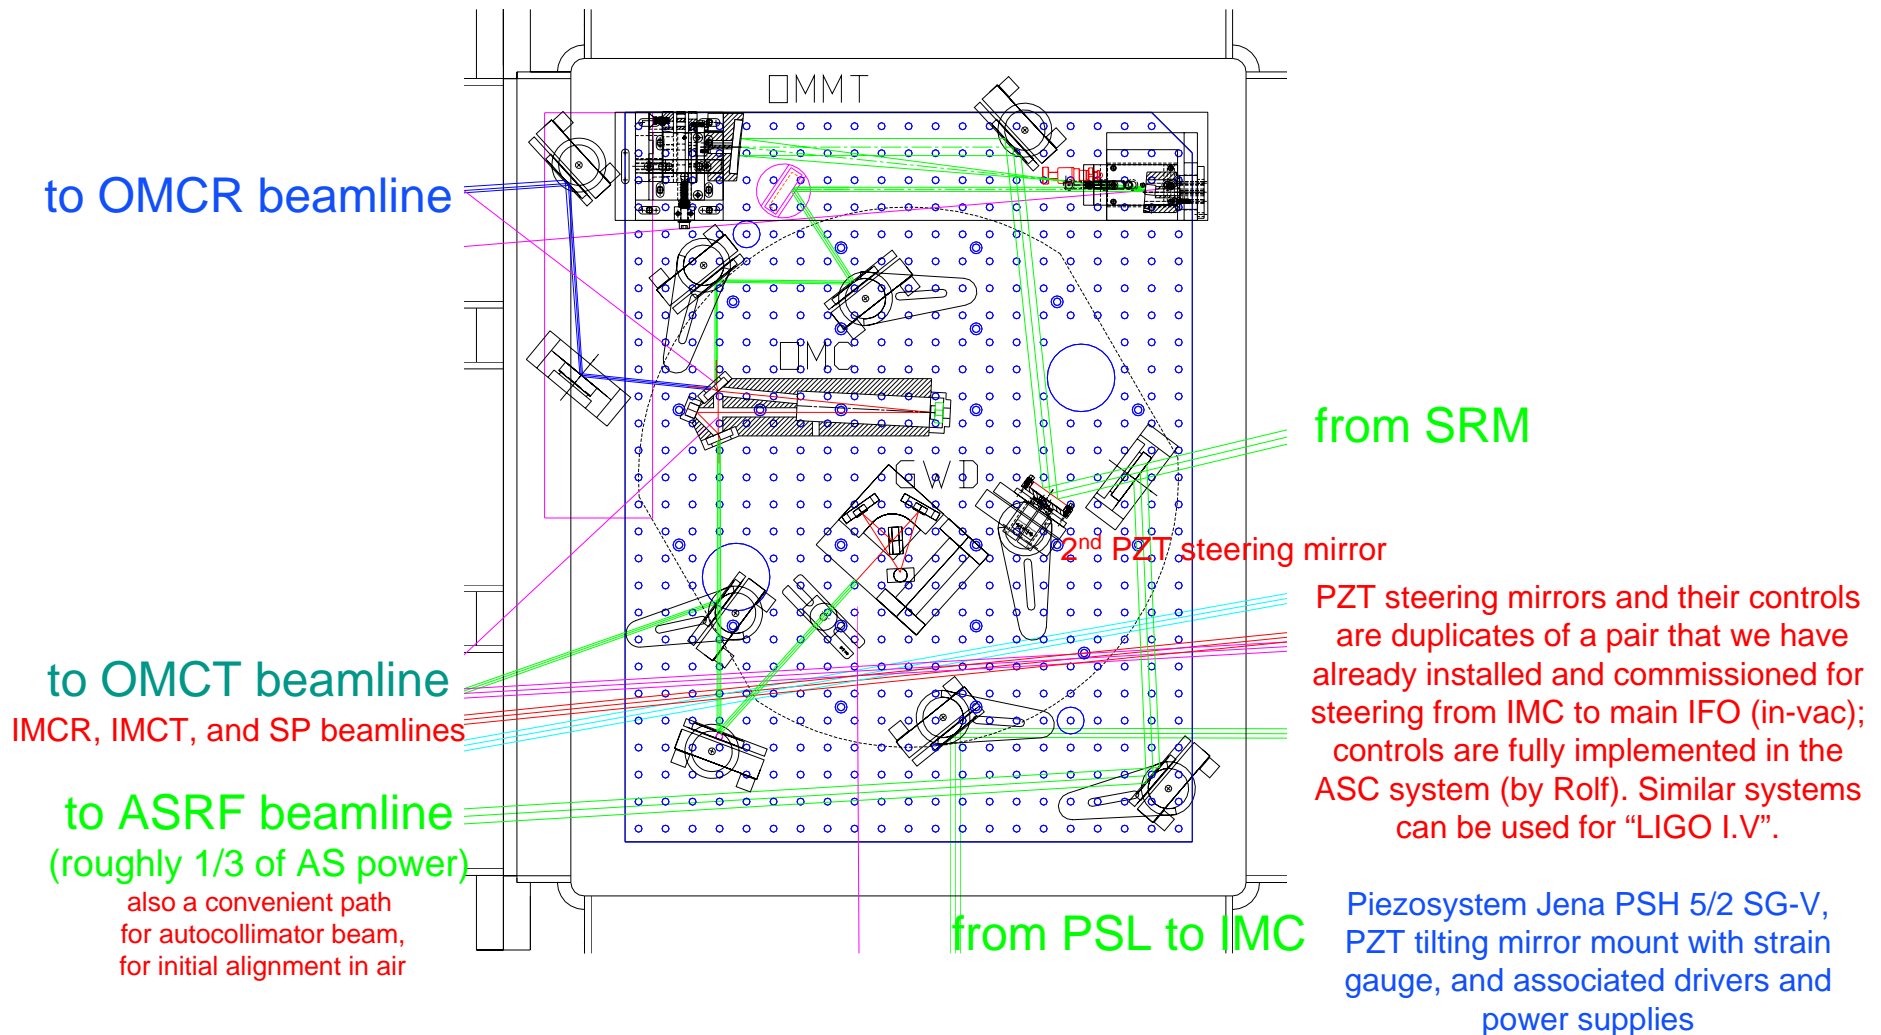 OMMT
to OMCR beamline
OMC
from SRM
GWD
2nd PZT steering mirror
PZT steering mirrors and their controls
are duplicates of a pair that we have
already installed and commissioned for
steering from IMC to main IFO (in-vac);
controls are fully implemented in the
ASC system (by Rolf). Similar systems
can be used for “LIGO I.V”.
to OMCT beamline
IMCR, IMCT, and SP beamlines
to ASRF beamline
(roughly 1/3 of AS power)
also a convenient path
for autocollimator beam,
for initial alignment in air
from PSL to IMC
Piezosystem Jena PSH 5/2 SG-V,
PZT tilting mirror mount with strain
gauge, and associated drivers and
power supplies